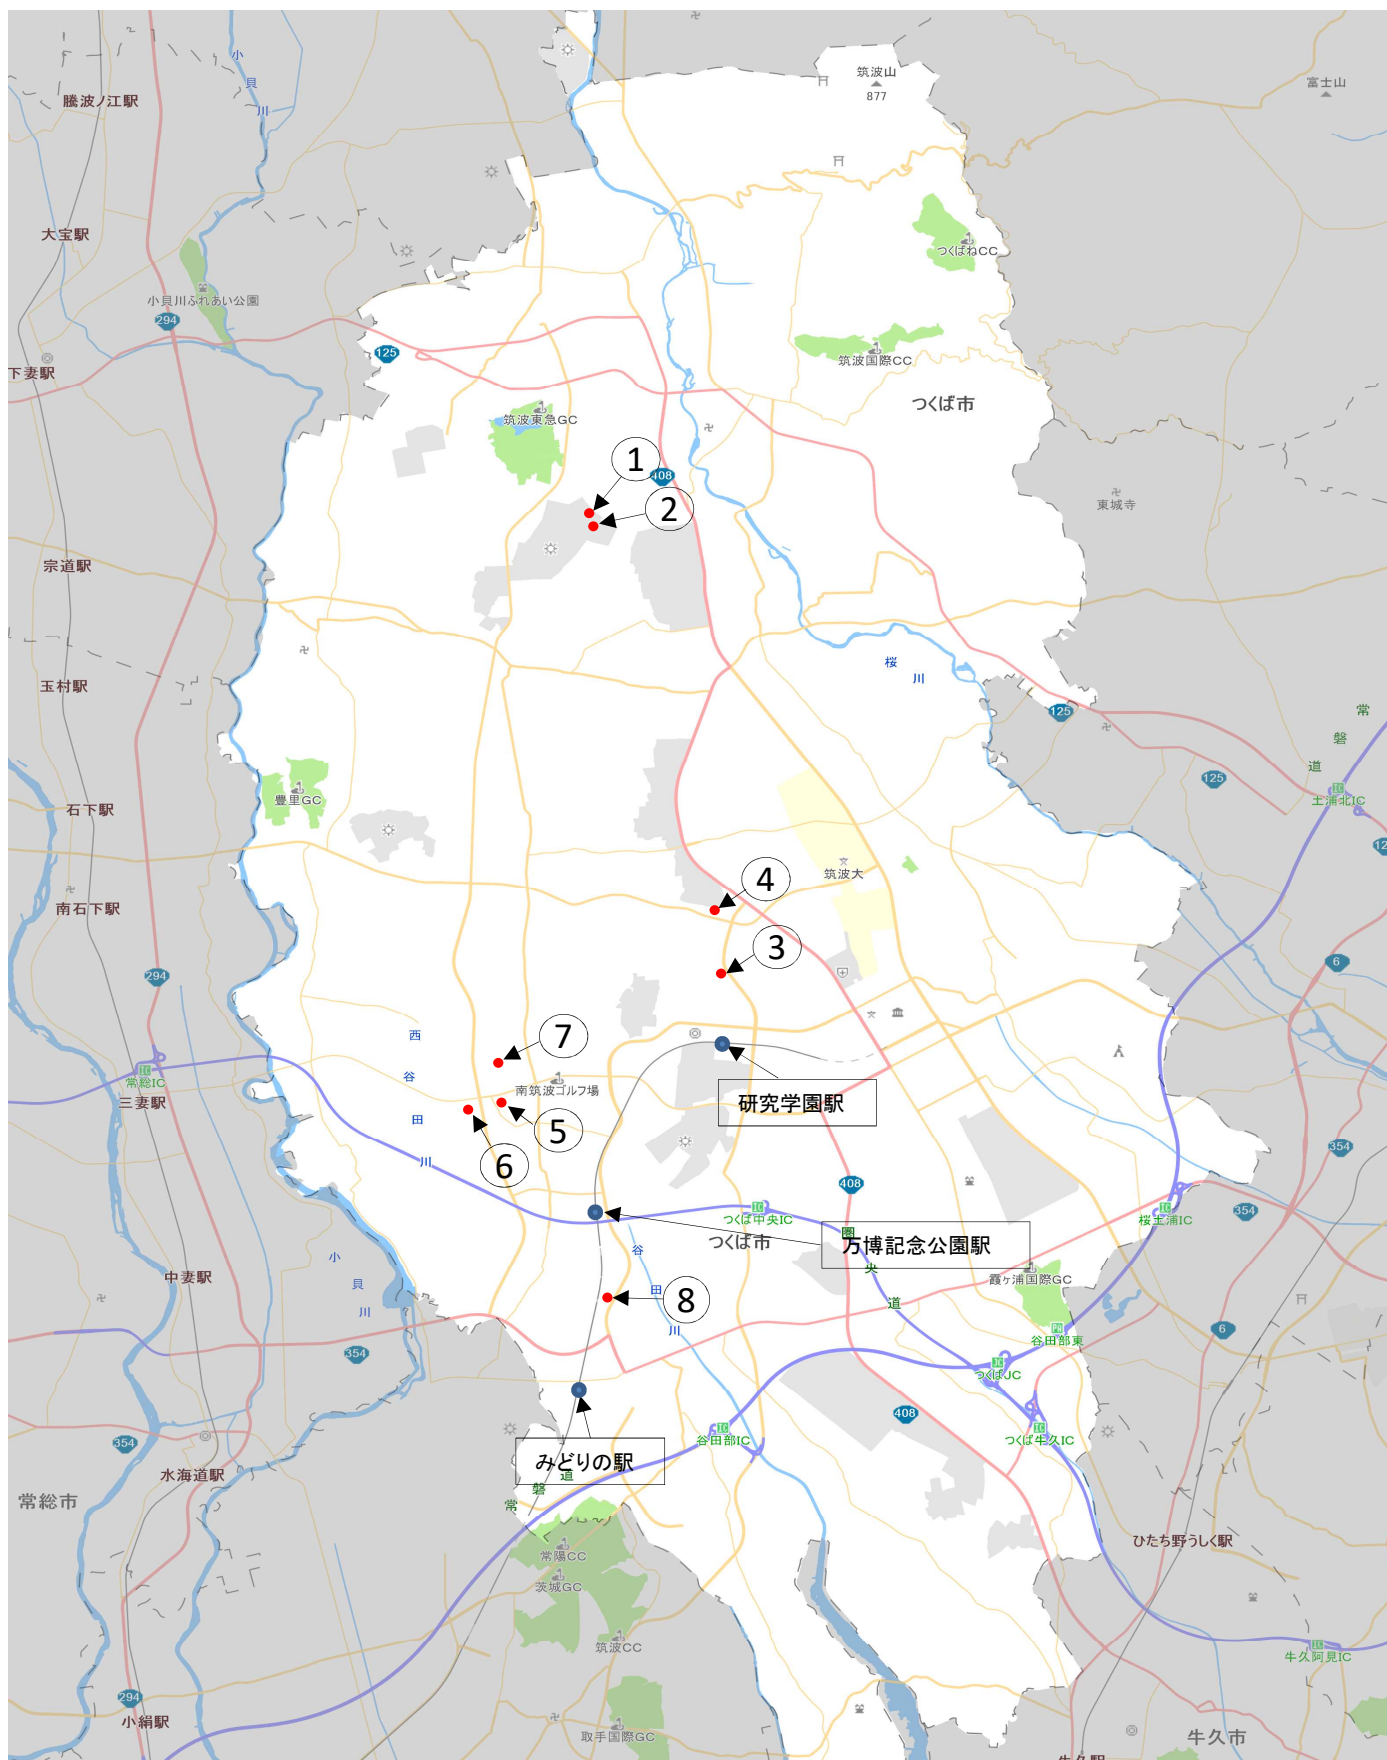 筑波山
877
富士山
小
貝
川
騰波ノ江駅
大宝駅
つくばねCC
小貝川ふれあい公園
294
125
下妻駅
筑波国際CC
つくば市
筑波東急GC
1
408
2
東城寺
宗道駅
桜
川
玉村駅
125
常
磐
道
125
土浦北IC
石下駅
豊里GC
筑波大
4
南石下駅
3
294
6
西
谷
田
川
7
南筑波ゴルフ場
常総IC
三妻駅
研究学園駅
5
6
354
408
354
つくば中央IC
桜土浦IC
つくば市
圏
央
道
万博記念公園駅
谷
田
川
小
貝
川
中妻駅
霞ヶ浦国際GC
8
谷田部東
6
354
つくばJC
408
谷田部IC
つくば牛久IC
354
みどりの駅
水海道駅
常
磐
道
常総市
ひたち野うしく駅
常陽CC
茨城GC
筑波CC
牛久阿見IC
294
小絹駅
取手国際GC
牛久市